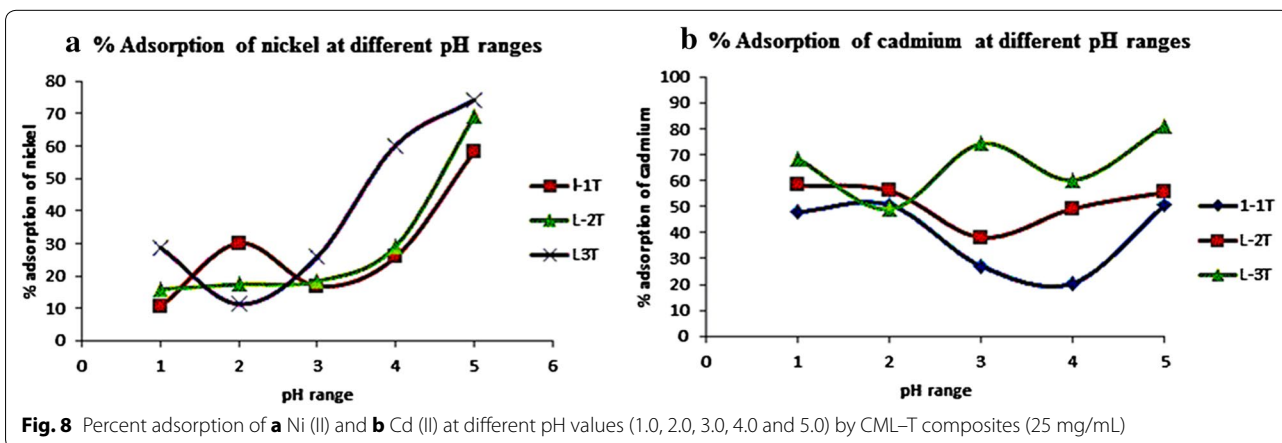 a % Adsorption of nickel at different pH ranges
80
70
60
50
40
30
20
10
0
% adsorption of nickel
0 1 2 3 4 5 6
pH range
I-1T
L-2T
L3T
b % Adsorption of cadmium at different pH ranges
100
90
80
70
60
50
40
30
20
10
0
% adsorption of cadmium
0 1 2 3 4 5
pH range
1-1T
L-2T
L-3T
Fig. 8 Percent adsorption of a Ni (II) and b Cd (II) at different pH values (1.0, 2.0, 3.0, 4.0 and 5.0) by CML–T composites (25 mg/mL)